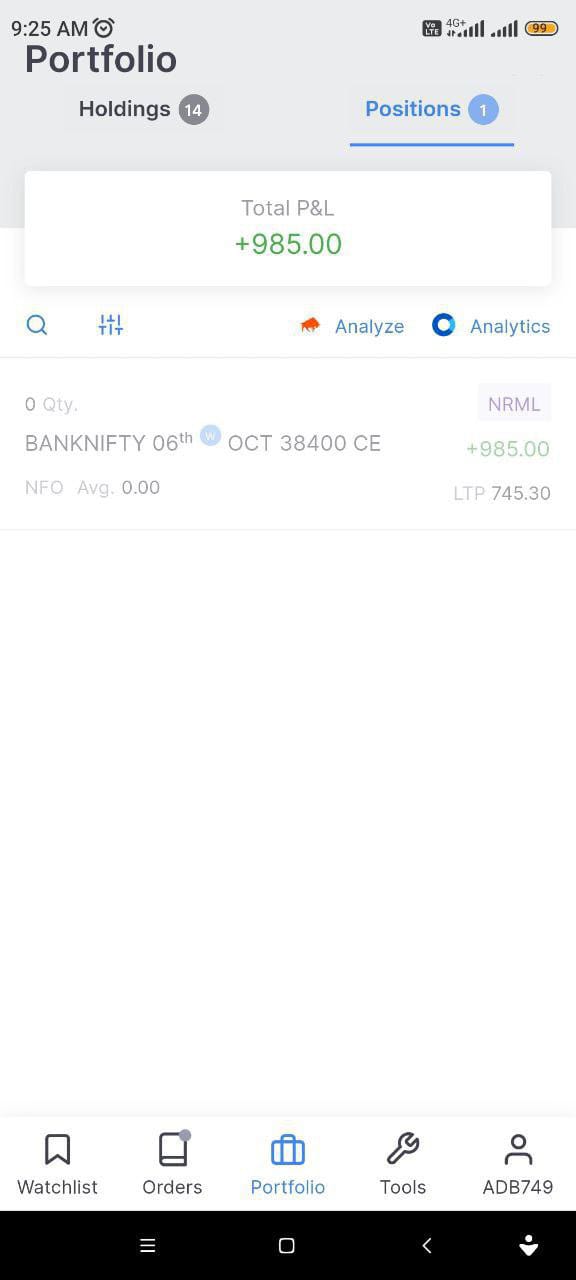 9:25 AM Vo LTE 4G+ 99
Portfolio
Holdings 14 Positions 1
Total P&L
+985.00
Analyze Analytics
0 Qty. NRML
BANKNIFTY 06th W OCT 38400 CE +985.00
NFO Avg. 0.00 LTP 745.30
Watchlist Orders Portfolio Tools ADB749